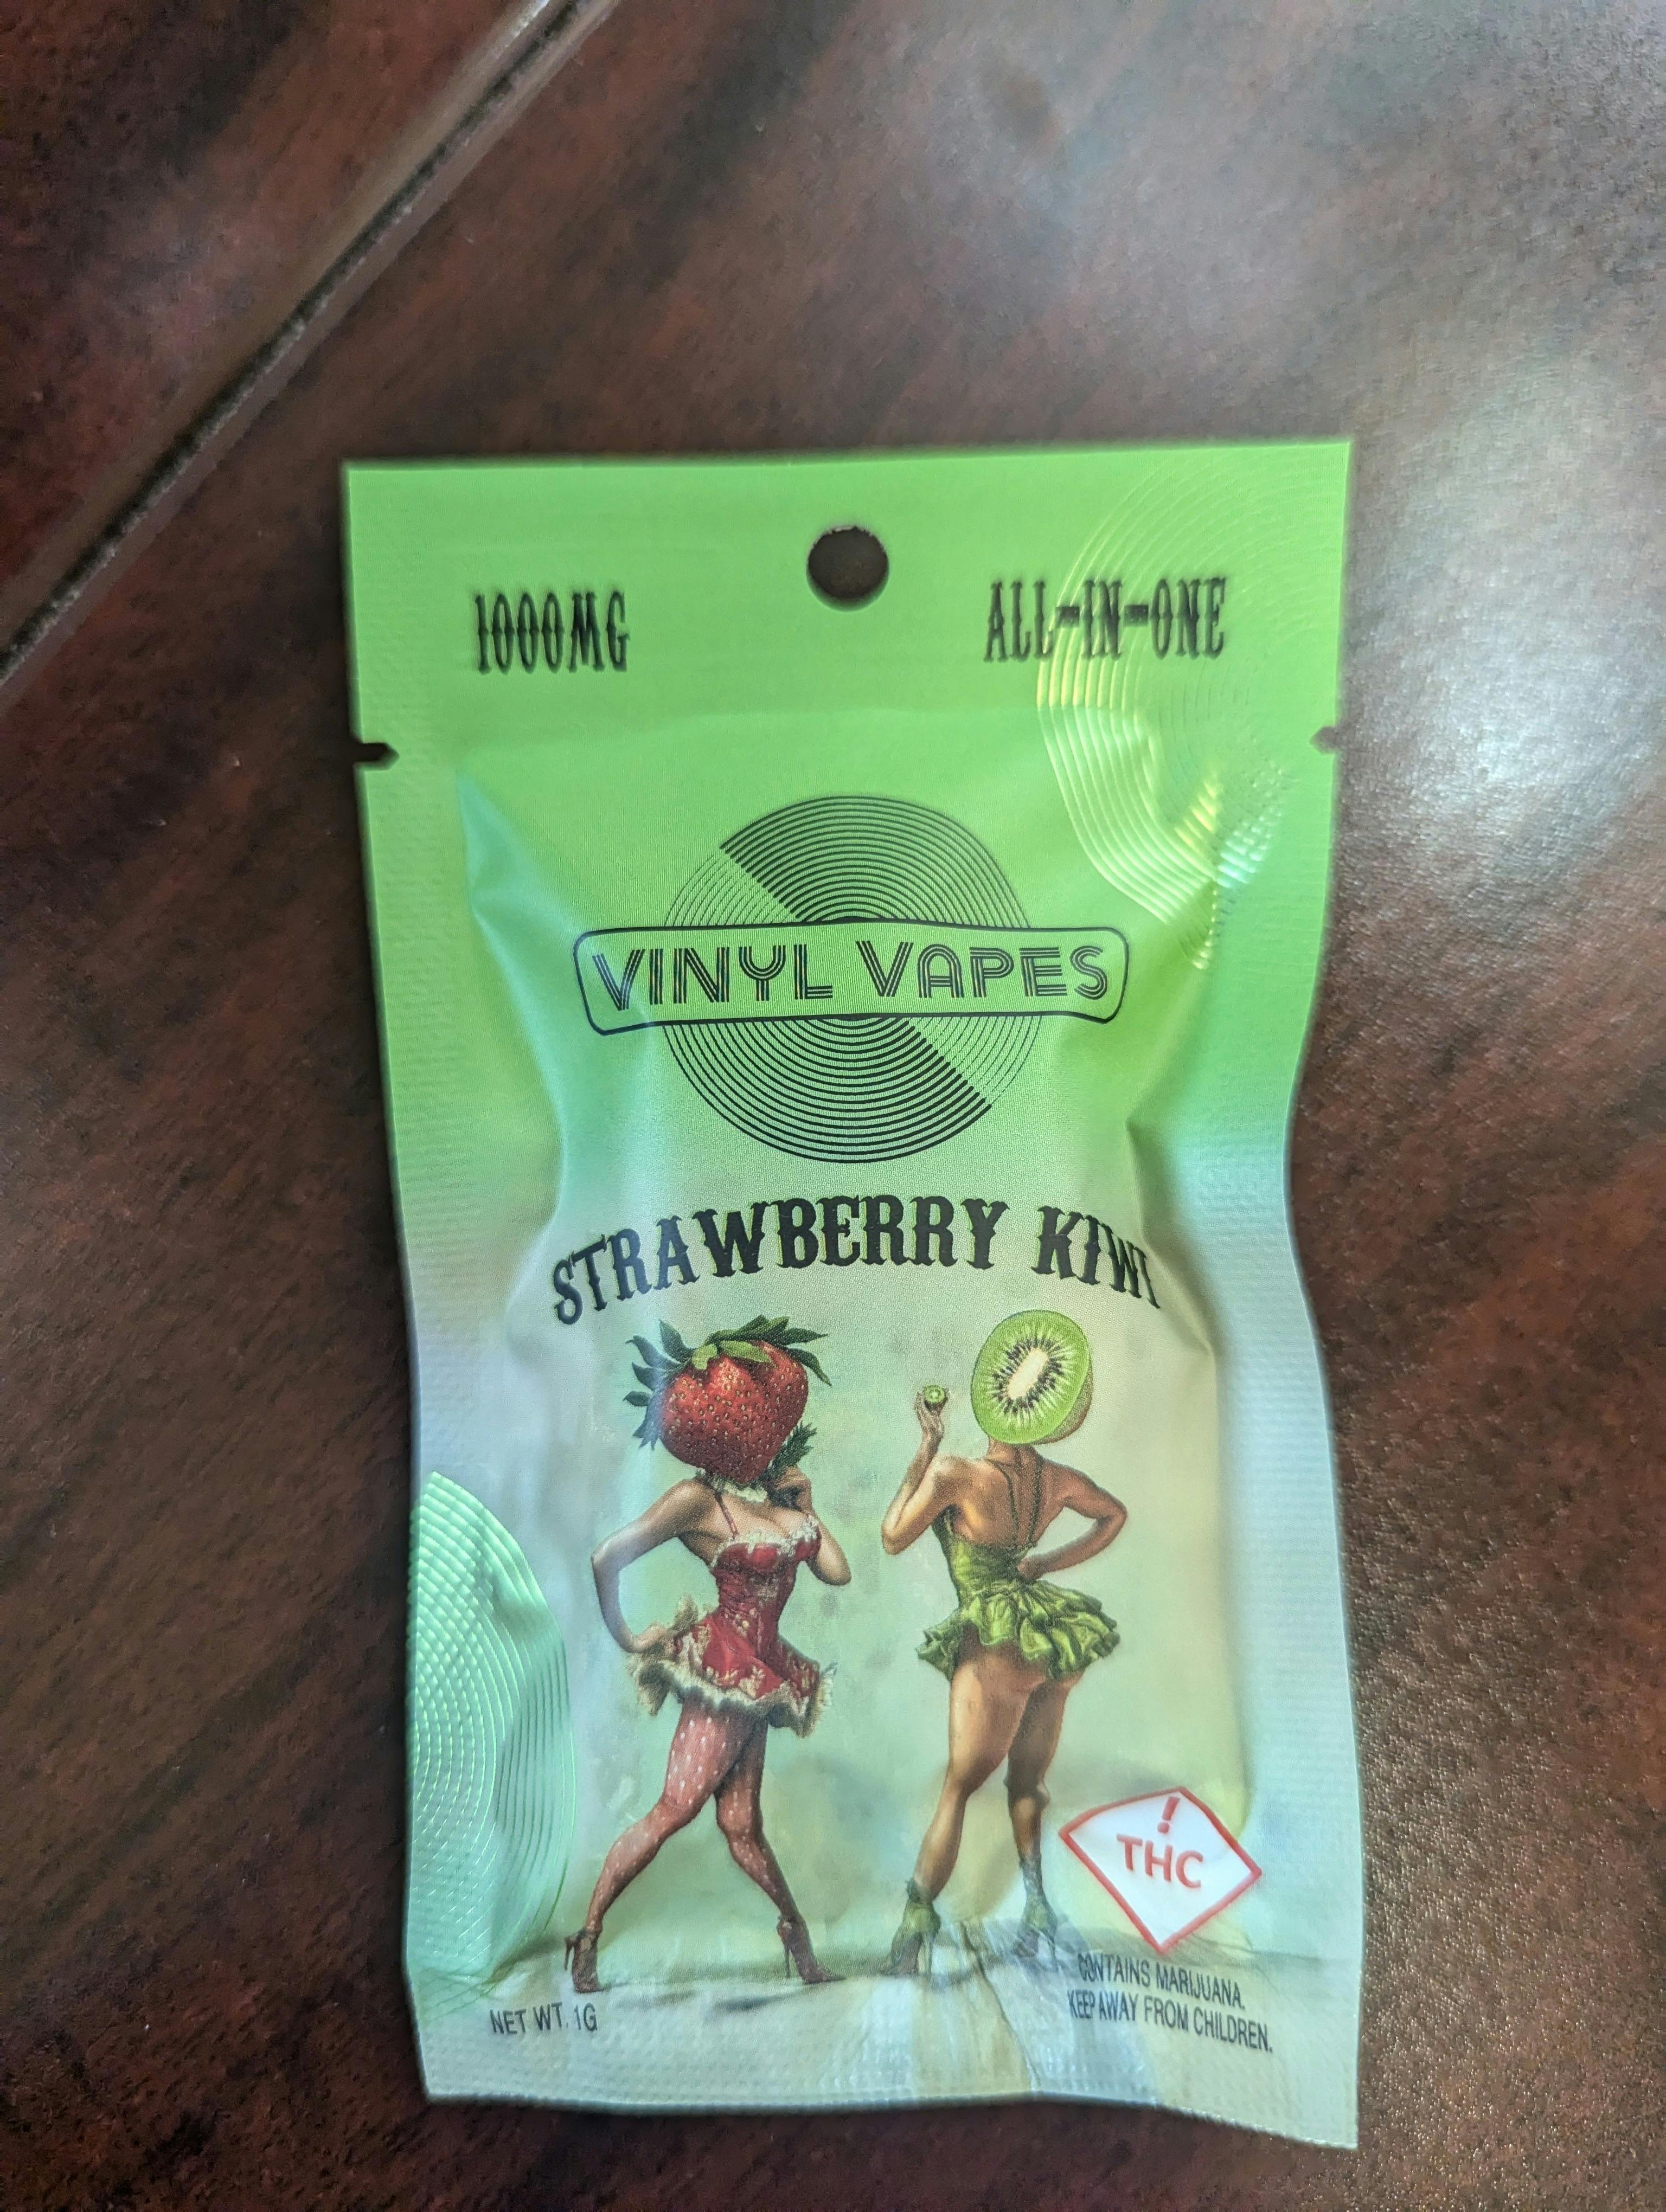 1000MG
ALL-IN-ONE
VINYL VAPES
STRAWBERRY KIWI
!
THC
CONTAINS MARIJUANA.
KEEP AWAY FROM CHILDREN.
NET WT. 1G